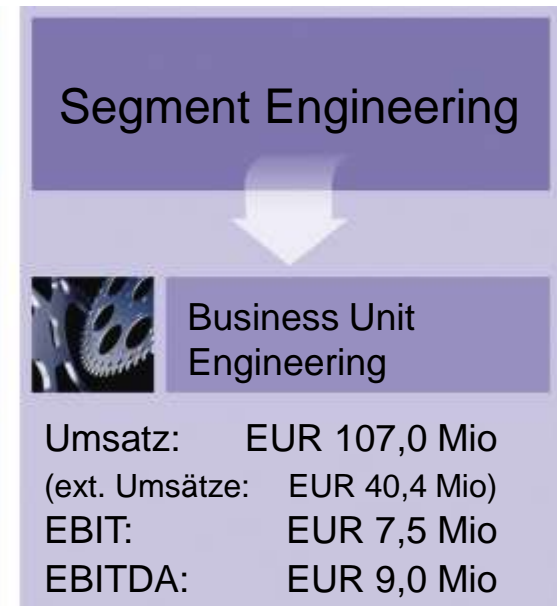 Segment Engineering
Business Unit
Engineering
Umsatz: EUR 107,0 Mio
(ext. Umsätze: EUR 40,4 Mio)
EBIT: EUR 7,5 Mio
EBITDA: EUR 9,0 Mio